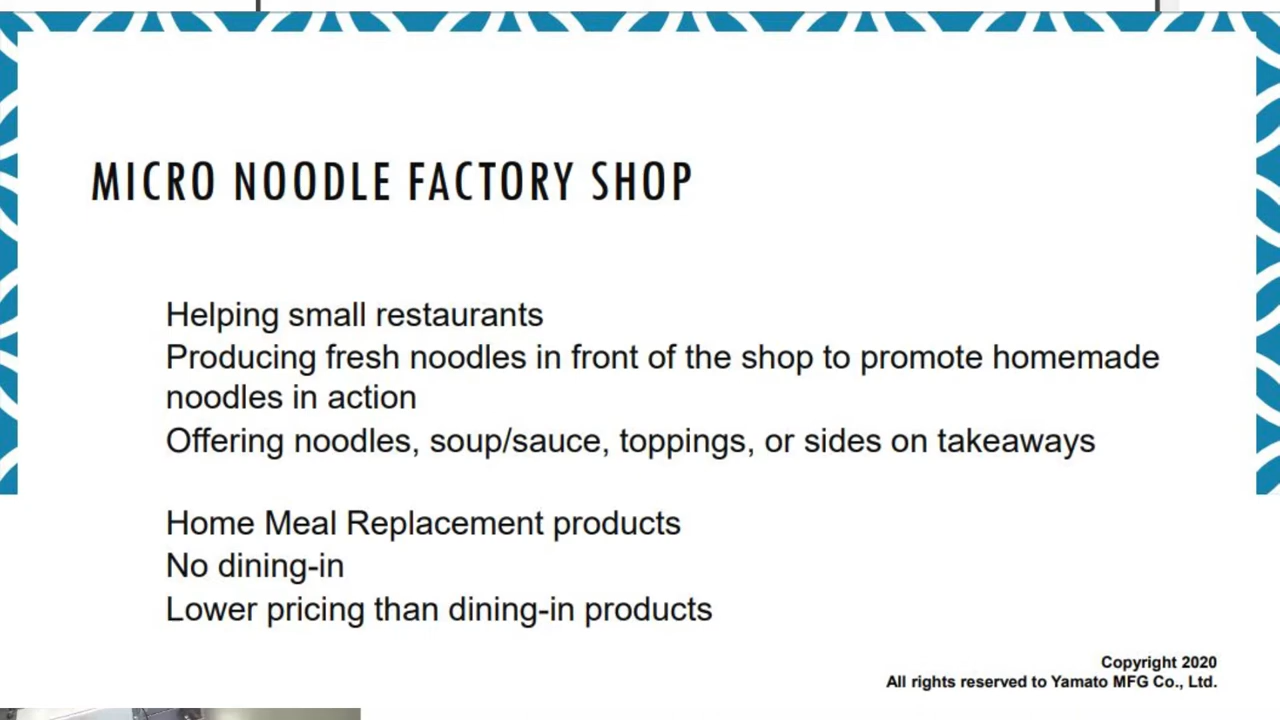 MICRO NOODLE FACTORY SHOP
Helping small restaurants
Producing fresh noodles in front of the shop to promote homemade
noodles in action
Offering noodles, soup/sauce, toppings, or sides on takeaways
Home Meal Replacement products
No dining-in
Lower pricing than dining-in products
Copyright 2020
All rights reserved to Yamato MFG Co., Ltd.